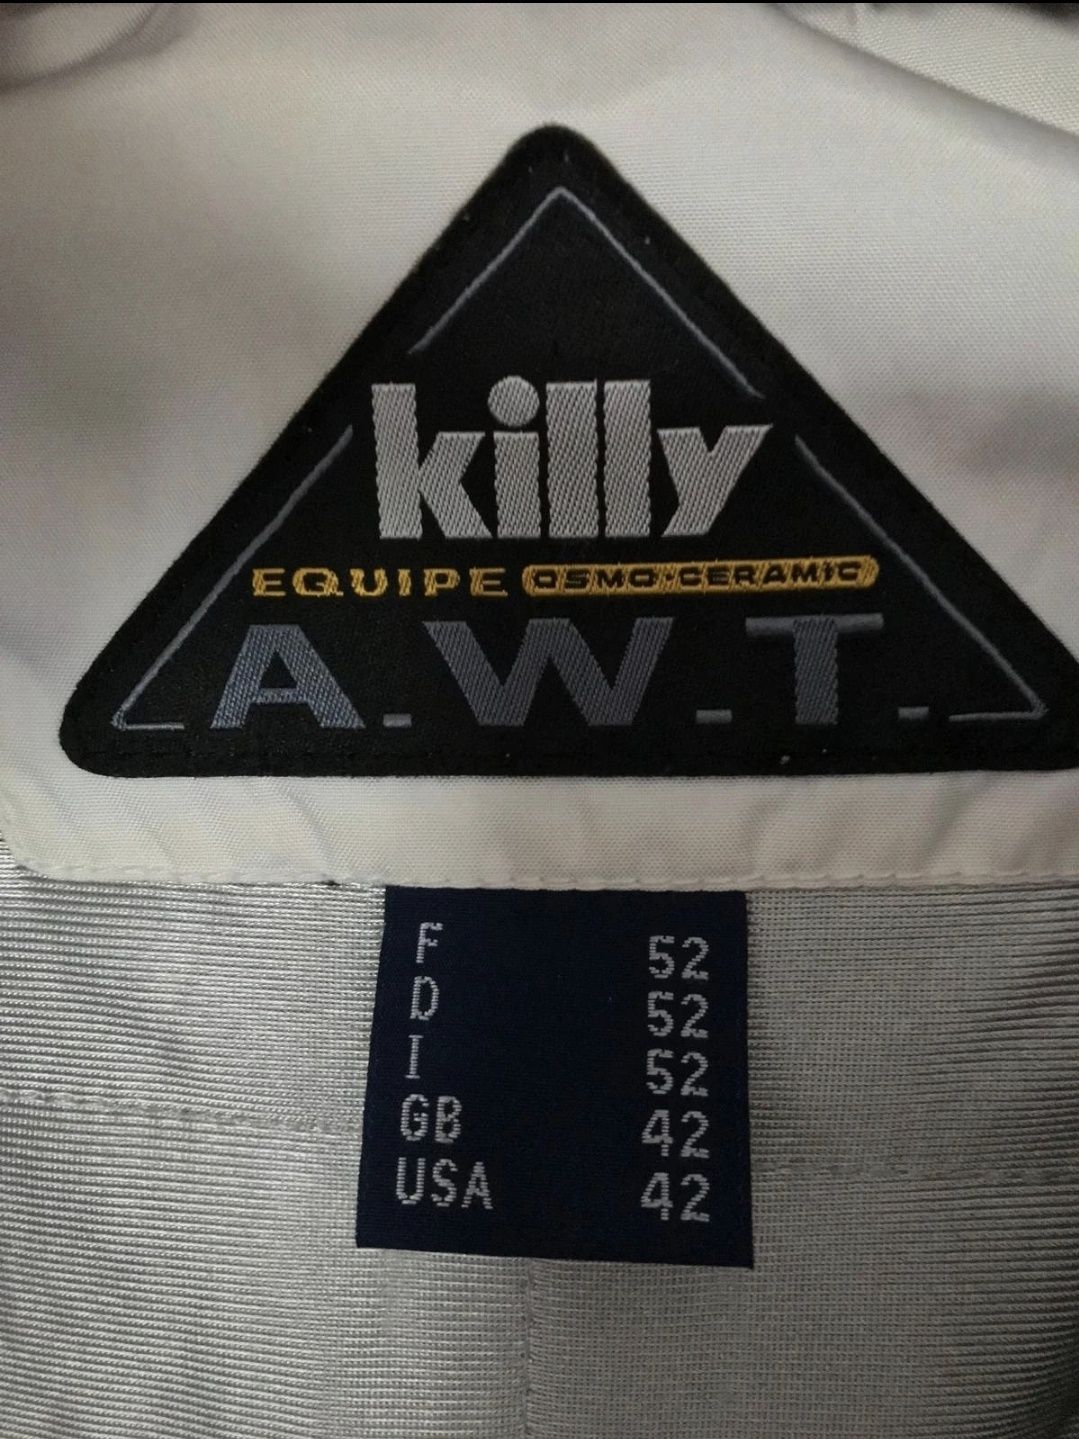 killy
EQUIPE OSMO-CERAMIC
A.W.T.
F 52
D 52
I 52
GB 42
USA 42